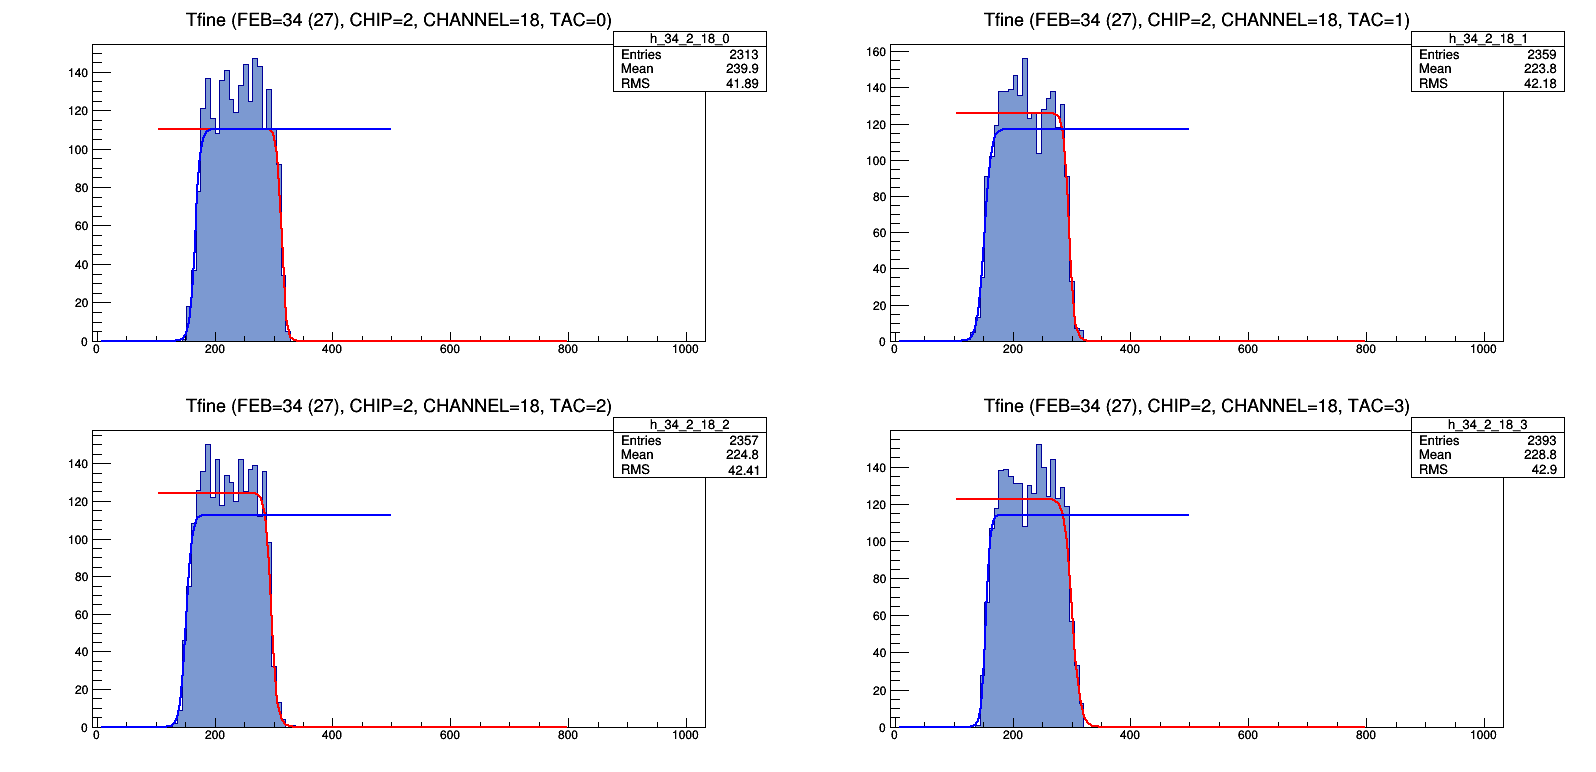 Tfine (FEB=34 (27), CHIP=2, CHANNEL=18, TAC=0)
h_34_2_18_0
Entries 2313
Mean 239.9
RMS 41.89
140
120
100
80
60
40
20
0
0 200 400 600 800 1000
Tfine (FEB=34 (27), CHIP=2, CHANNEL=18, TAC=1)
h_34_2_18_1
Entries 2359
Mean 223.8
RMS 42.18
160
140
120
100
80
60
40
20
0
0 200 400 600 800 1000
Tfine (FEB=34 (27), CHIP=2, CHANNEL=18, TAC=2)
h_34_2_18_2
Entries 2357
Mean 224.8
RMS 42.41
140
120
100
80
60
40
20
0
0 200 400 600 800 1000
Tfine (FEB=34 (27), CHIP=2, CHANNEL=18, TAC=3)
h_34_2_18_3
Entries 2393
Mean 228.8
RMS 42.9
140
120
100
80
60
40
20
0
0 200 400 600 800 1000